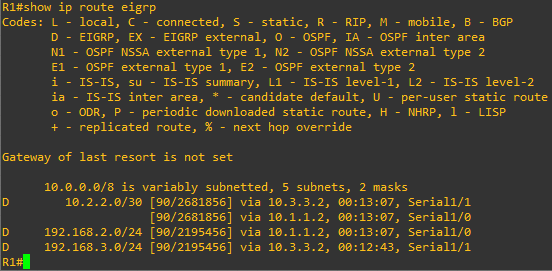 R1#show ip route eigrp
Codes: L - local, C - connected, S - static, R - RIP, M - mobile, B - BGP
D - EIGRP, EX - EIGRP external, O - OSPF, IA - OSPF inter area
N1 - OSPF NSSA external type 1, N2 - OSPF NSSA external type 2
E1 - OSPF external type 1, E2 - OSPF external type 2
i - IS-IS, su - IS-IS summary, L1 - IS-IS level-1, L2 - IS-IS level-2
ia - IS-IS inter area, * - candidate default, U - per-user static route
o - ODR, P - periodic downloaded static route, H - NHRP, l - LISP
+ - replicated route, % - next hop override
Gateway of last resort is not set
10.0.0.0/8 is variably subnetted, 5 subnets, 2 masks
D 10.2.2.0/30 [90/2681856] via 10.3.3.2, 00:13:07, Serial1/1
[90/2681856] via 10.1.1.2, 00:13:07, Serial1/0
D 192.168.2.0/24 [90/2195456] via 10.1.1.2, 00:13:07, Serial1/0
D 192.168.3.0/24 [90/2195456] via 10.3.3.2, 00:12:43, Serial1/1
R1#